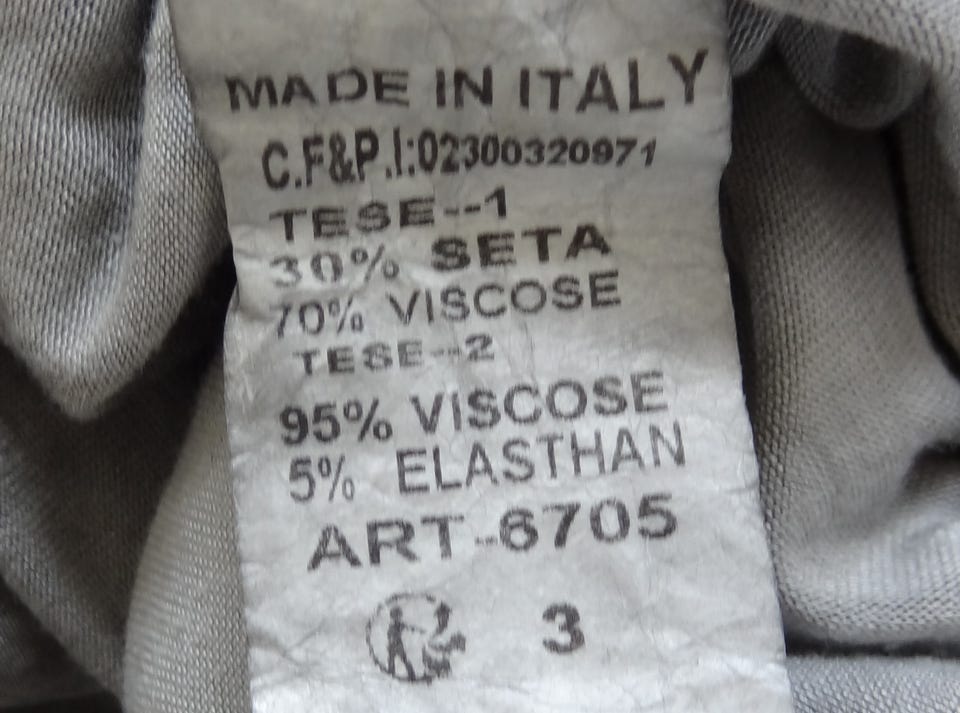 MADE IN ITALY
C.F&P.I:02300320971
TESE--1
30% SETA
70% VISCOSE
TESE--2
95% VISCOSE
5% ELASTHAN
ART-6705
3